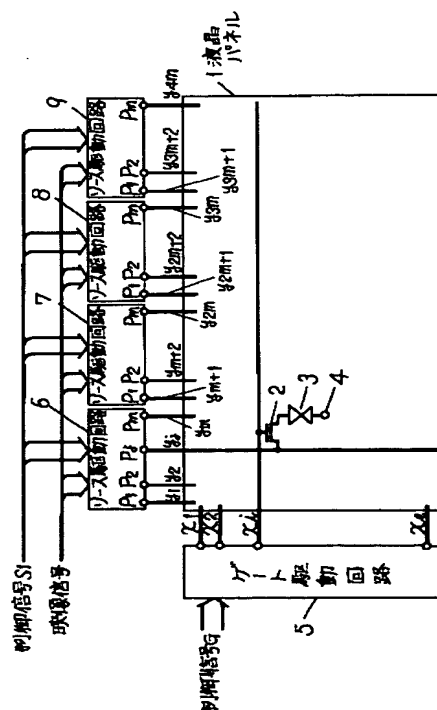 制御信号S1
映像信号
6
7
8
9
ソース駆動回路
ソース駆動回路
ソース駆動回路
ソース駆動回路
P1 P2 Pj Pm
P1 P2 Pm
P1 P2 Pm
P1 P2 Pm
y1 y2 yj ym
ym+1 ym+2 y2m
y2m+1 y2m+2 y3m
y3m+1 y3m+2 y4m
1 液晶パネル
2
3
4
x1
x2
xi
ゲート駆動回路
5
制御信号G